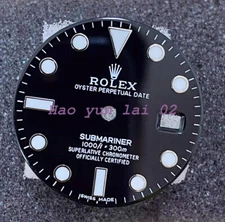 ROLEX
OYSTER PERPETUAL DATE
Hao yun lai 02
SUBMARINER
1000ft = 300m
SUPERLATIVE CHRONOMETER
OFFICIALLY CERTIFIED
SWISS MADE